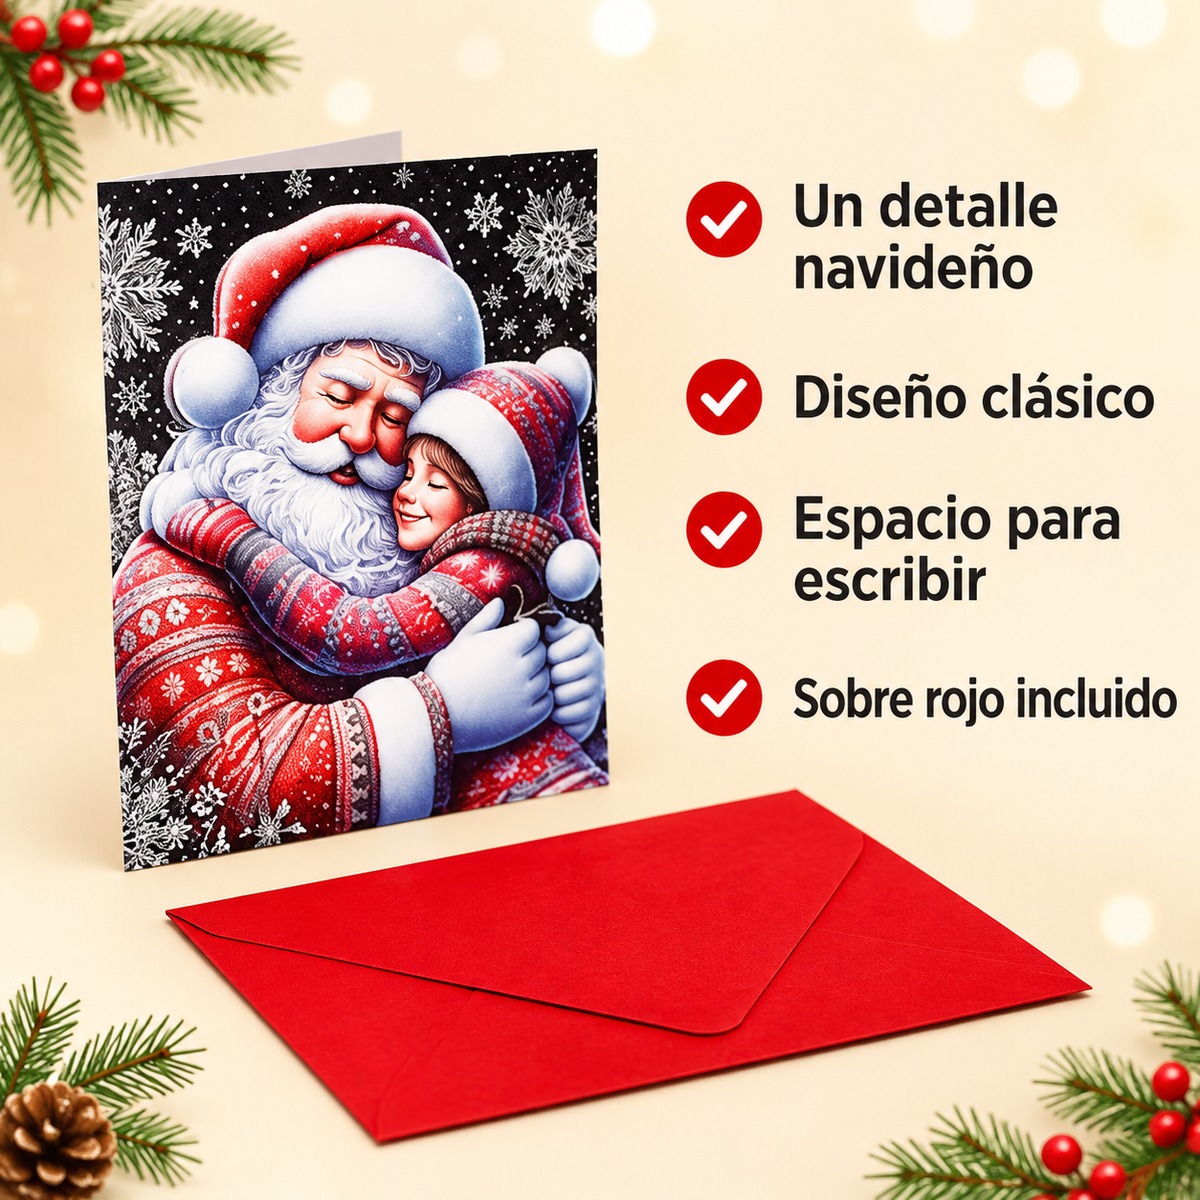 Un detalle
navideño
Diseño clásico
Espacio para
escribir
Sobre rojo incluido